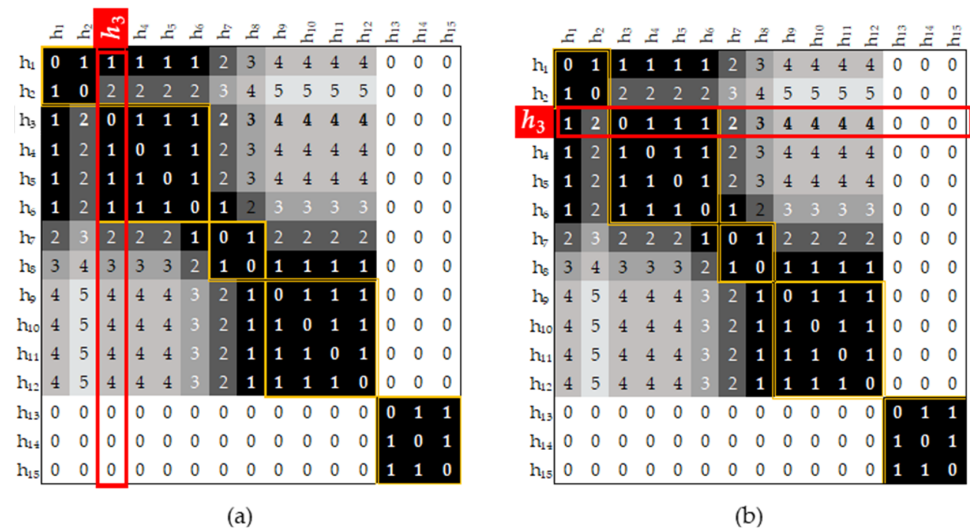 h₁ h₂ h₃ h₄ h₅ h₆ h₇ h₈ h₉ h₁₀ h₁₁ h₁₂ h₁₃ h₁₄ h₁₅
h₁ 0 1 1 1 1 1 2 3 4 4 4 4 0 0 0
h₂ 1 0 2 2 2 2 3 4 5 5 5 5 0 0 0
h₃ 1 2 0 1 1 1 2 3 4 4 4 4 0 0 0
h₄ 1 2 1 0 1 1 2 3 4 4 4 4 0 0 0
h₅ 1 2 1 1 0 1 2 3 4 4 4 4 0 0 0
h₆ 1 2 1 1 1 0 1 2 3 3 3 3 0 0 0
h₇ 2 3 2 2 2 1 0 1 2 2 2 2 0 0 0
h₈ 3 4 3 3 3 2 1 0 1 1 1 1 0 0 0
h₉ 4 5 4 4 4 3 2 1 0 1 1 1 0 0 0
h₁₀ 4 5 4 4 4 3 2 1 1 0 1 1 0 0 0
h₁₁ 4 5 4 4 4 3 2 1 1 1 0 1 0 0 0
h₁₂ 4 5 4 4 4 3 2 1 1 1 1 0 0 0 0
h₁₃ 0 0 0 0 0 0 0 0 0 0 0 0 0 1 1
h₁₄ 0 0 0 0 0 0 0 0 0 0 0 0 1 0 1
h₁₅ 0 0 0 0 0 0 0 0 0 0 0 0 1 1 0
(a)
h₁ h₂ h₃ h₄ h₅ h₆ h₇ h₈ h₉ h₁₀ h₁₁ h₁₂ h₁₃ h₁₄ h₁₅
h₁ 0 1 1 1 1 1 2 3 4 4 4 4 0 0 0
h₂ 1 0 2 2 2 2 3 4 5 5 5 5 0 0 0
h₃ 1 2 0 1 1 1 2 3 4 4 4 4 0 0 0
h₄ 1 2 1 0 1 1 2 3 4 4 4 4 0 0 0
h₅ 1 2 1 1 0 1 2 3 4 4 4 4 0 0 0
h₆ 1 2 1 1 1 0 1 2 3 3 3 3 0 0 0
h₇ 2 3 2 2 2 1 0 1 2 2 2 2 0 0 0
h₈ 3 4 3 3 3 2 1 0 1 1 1 1 0 0 0
h₉ 4 5 4 4 4 3 2 1 0 1 1 1 0 0 0
h₁₀ 4 5 4 4 4 3 2 1 1 0 1 1 0 0 0
h₁₁ 4 5 4 4 4 3 2 1 1 1 0 1 0 0 0
h₁₂ 4 5 4 4 4 3 2 1 1 1 1 0 0 0 0
h₁₃ 0 0 0 0 0 0 0 0 0 0 0 0 0 1 1
h₁₄ 0 0 0 0 0 0 0 0 0 0 0 0 1 0 1
h₁₅ 0 0 0 0 0 0 0 0 0 0 0 0 1 1 0
(b)